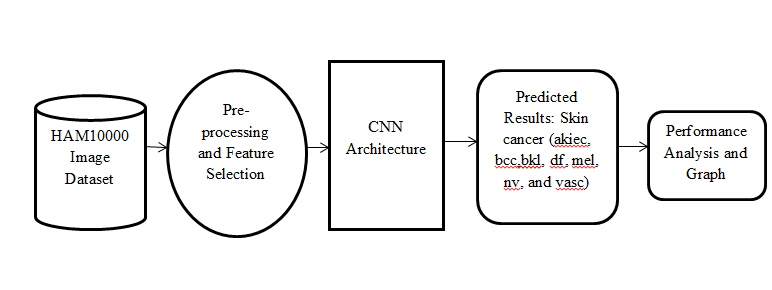 HAM10000
Image
Dataset
Pre-
processing
and Feature
Selection
CNN
Architecture
Predicted
Results: Skin
cancer (akiec,
bcc,bkl, df, mel,
nv, and vasc)
Performance
Analysis and
Graph